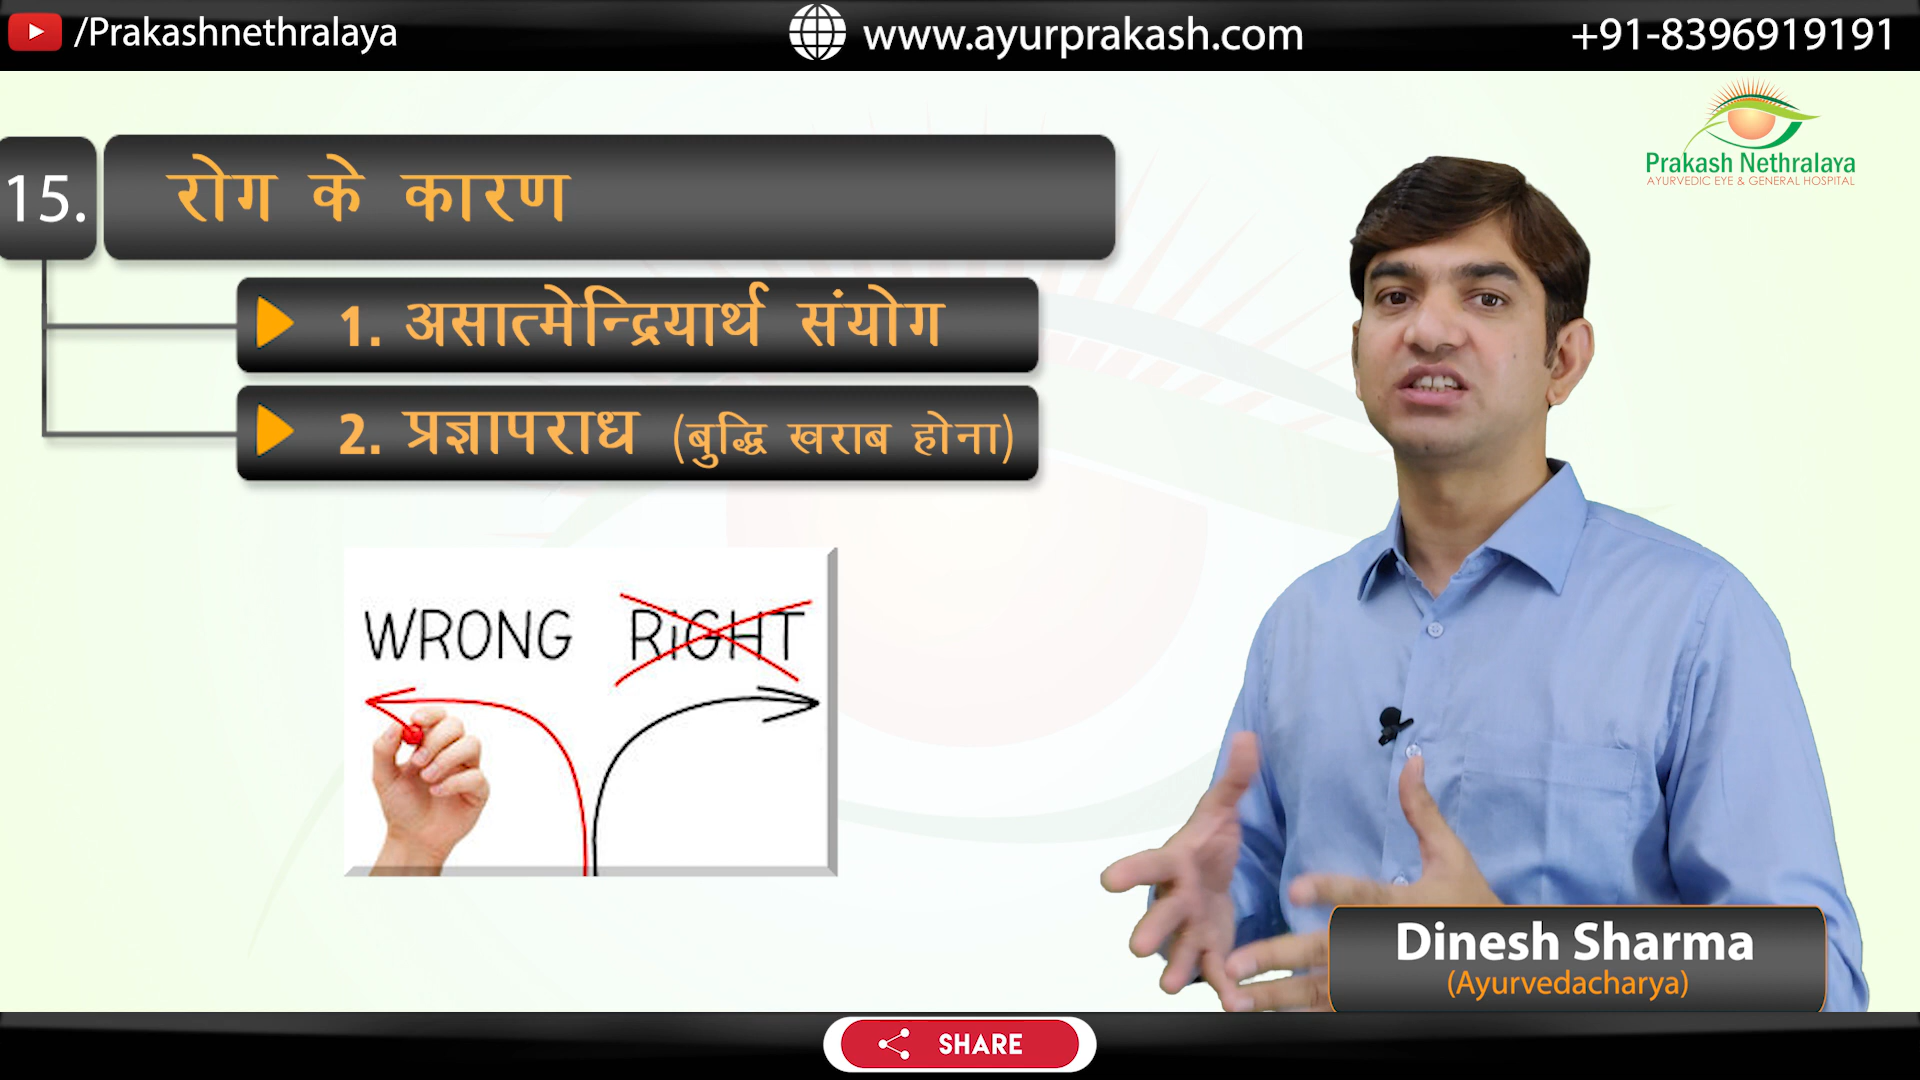 /Prakashnethralaya
www.ayurprakash.com
+91-8396919191
Prakash Nethralaya
AYURVEDIC EYE & GENERAL HOSPITAL
15. रोग के कारण
1. असात्मेन्द्रियार्थ संयोग
2. प्रज्ञापराध (बुद्धि खराब होना)
WRONG RiGHT
Dinesh Sharma
(Ayurvedacharya)
SHARE